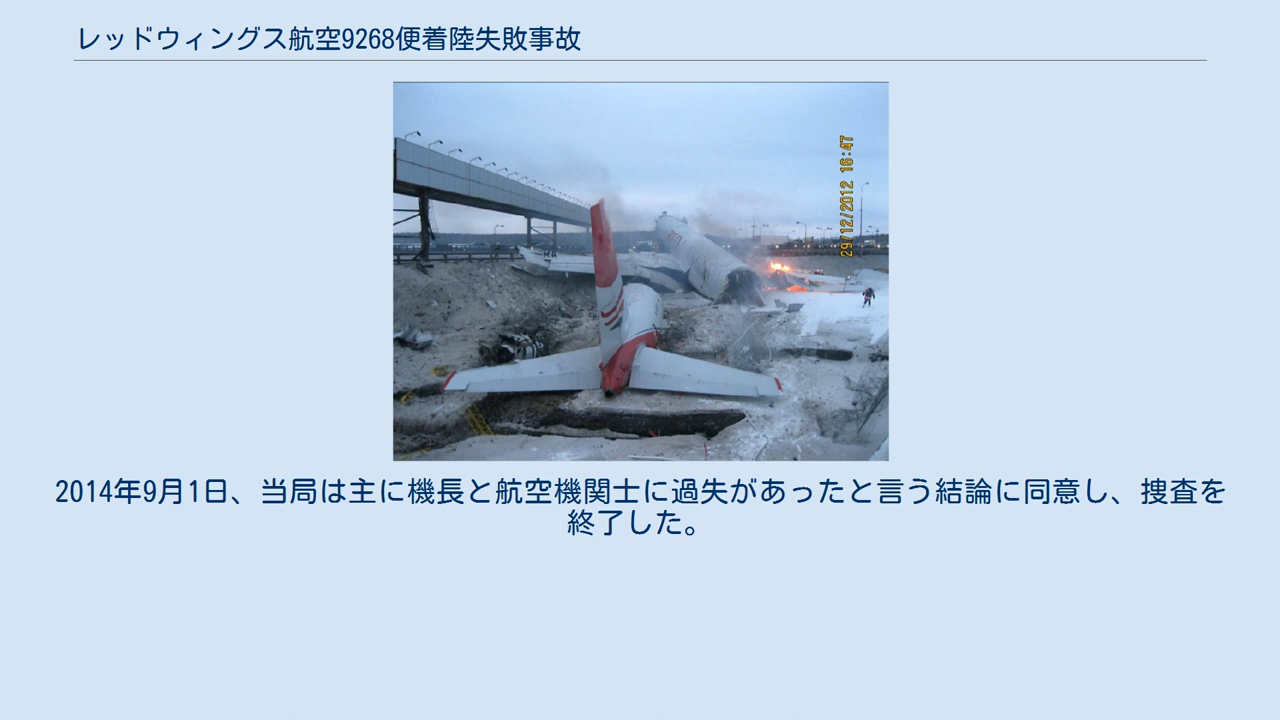 レッドウィングス航空9268便着陸失敗事故
29/12/2012 16:47
2014年9月1日、当局は主に機長と航空機関士に過失があったと言う結論に同意し、捜査を
終了した。